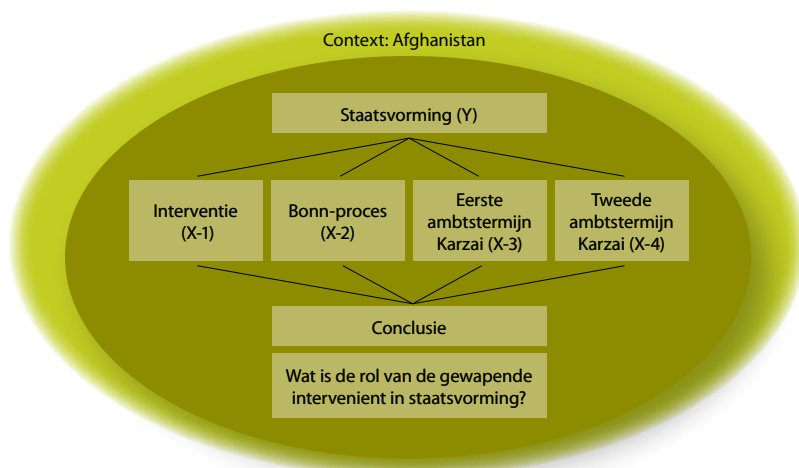 Context: Afghanistan
Staatsvorming (Y)
Interventie
(X-1)
Bonn-proces
(X-2)
Eerste
ambtstermijn
Karzai (X-3)
Tweede
ambtstermijn
Karzai (X-4)
Conclusie
Wat is de rol van de gewapende
intervenient in staatsvorming?